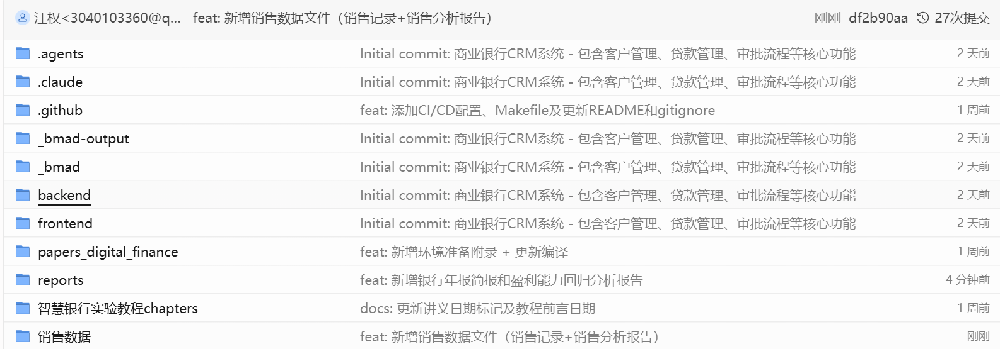 江权<3040103360@q... feat: 新增销售数据文件（销售记录+销售分析报告） 刚刚 df2b90aa 27次提交
.agents Initial commit: 商业银行CRM系统 - 包含客户管理、贷款管理、审批流程等核心功能 2 天前
.claude Initial commit: 商业银行CRM系统 - 包含客户管理、贷款管理、审批流程等核心功能 2 天前
.github feat: 添加CI/CD配置、Makefile及更新README和gitignore 1 周前
_bmad-output Initial commit: 商业银行CRM系统 - 包含客户管理、贷款管理、审批流程等核心功能 2 天前
_bmad Initial commit: 商业银行CRM系统 - 包含客户管理、贷款管理、审批流程等核心功能 2 天前
backend Initial commit: 商业银行CRM系统 - 包含客户管理、贷款管理、审批流程等核心功能 2 天前
frontend Initial commit: 商业银行CRM系统 - 包含客户管理、贷款管理、审批流程等核心功能 2 天前
papers_digital_finance feat: 新增环境准备附录 + 更新编译 1 周前
reports feat: 新增银行年报简报和盈利能力回归分析报告 4 分钟前
智慧银行实验教程chapters docs: 更新讲义日期标记及教程前言日期 1 周前
销售数据 feat: 新增销售数据文件（销售记录+销售分析报告） 刚刚